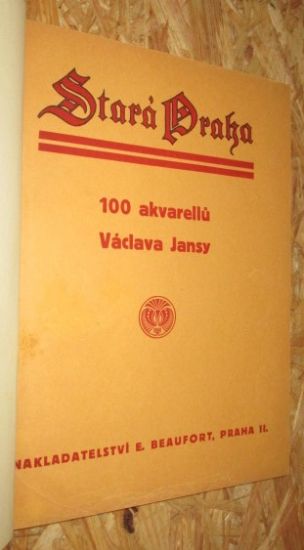 Stará Praha
100 akvarellů
Václava Jansy
NAKLADATELSTVÍ E. BEAUFORT, PRAHA II.